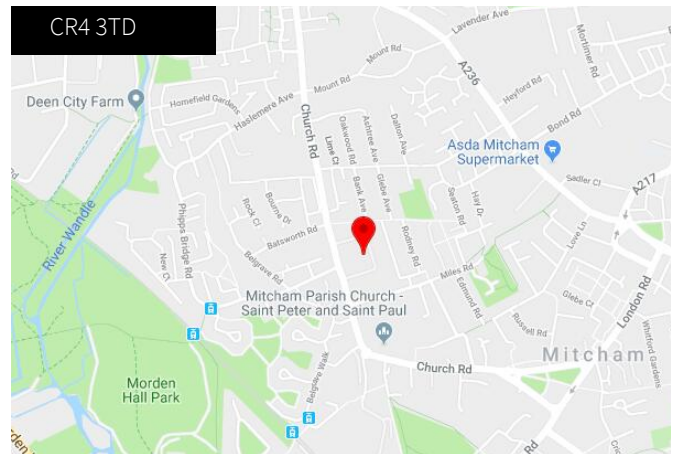 CR4 3TD
Lavender Ave
Mount Rd
A236
Mortimer Rd
Deen City Farm
Homefield Gardens
Haslemere Ave
Mount Rd
Heyford Rd
Bond Rd
Church Rd
Oakwood Rd
Ashtree Ave
Dalton Ave
Lime Ct
Asda Mitcham
Supermarket
Sadler Cl
A217
Bank Ave
Glebe Ave
Seaton Rd
Hay Dr
Phipps Bridge Rd
Rock Cl
Bourne Dr
Batsworth Rd
Rodney Rd
Love Ln
River Wandle
New Cl
Belgrave Rd
Miles Rd
Edmund Rd
Glebe Ct
London Rd
Mitcham Parish Church -
Saint Peter and Saint Paul
Russell Rd
Mitcham
Whitford Gardens
Belgrave Walk
Church Rd
Morden
Hall Park
Rd